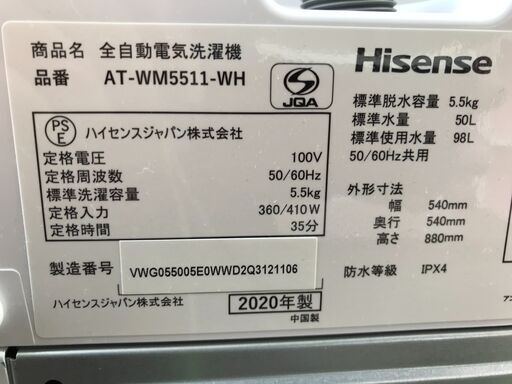 商品名 全自動電気洗濯機
品番 AT-WM5511-WH
JQA
Hisense
PS
E
ハイセンスジャパン株式会社
定格電圧 100V
定格周波数 50/60Hz
標準洗濯容量 5.5kg
定格入力 360/410W
定格時間 35分
標準脱水容量 5.5kg
標準水量 50L
標準使用水量 98L
50/60Hz共用
外形寸法
幅 540mm
奥行 540mm
高さ 880mm
防水等級 IPX4
製造番号 VWG055005E0WWD2Q3121106
ハイセンスジャパン株式会社
2020年製
中国製